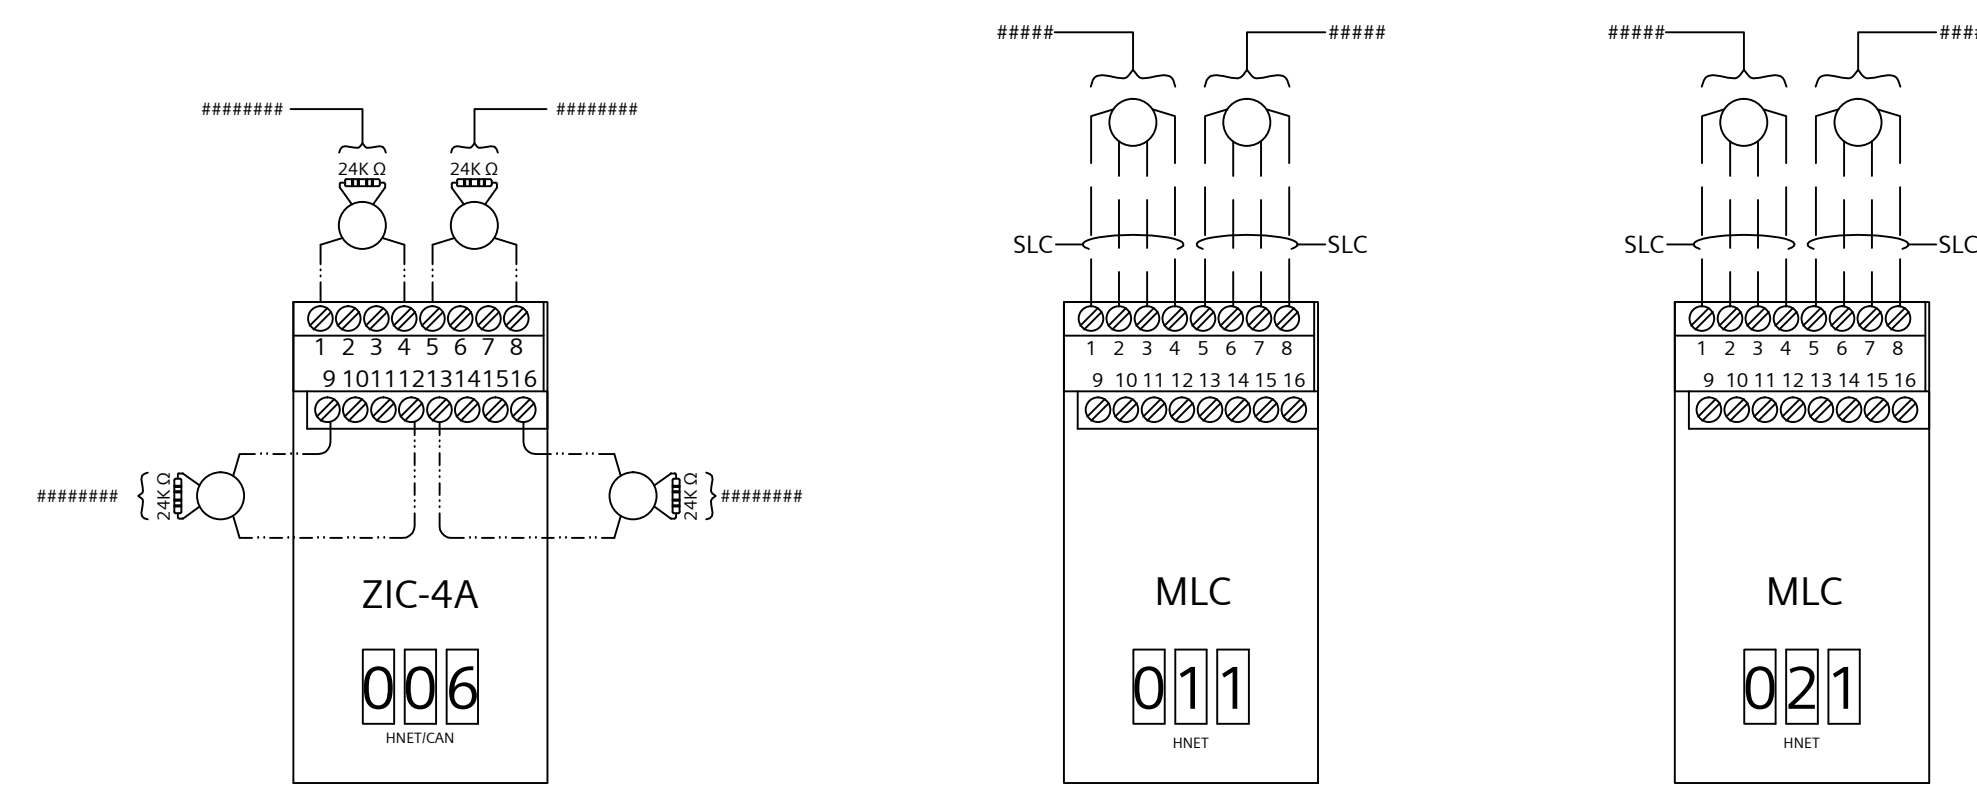 ##### ##### ##### ####
######## ########
24K Ω 24K Ω
SLC SLC SLC SLC
1 2 3 4 5 6 7 8
9 10 11 12 13 14 15 16
1 2 3 4 5 6 7 8
9 10 11 12 13 14 15 16
1 2 3 4 5 6 7 8
9 10 11 12 13 14 15 16
######## 24K Ω 24K Ω ########
ZIC-4A
006
HNET/CAN
MLC
011
HNET
MLC
021
HNET